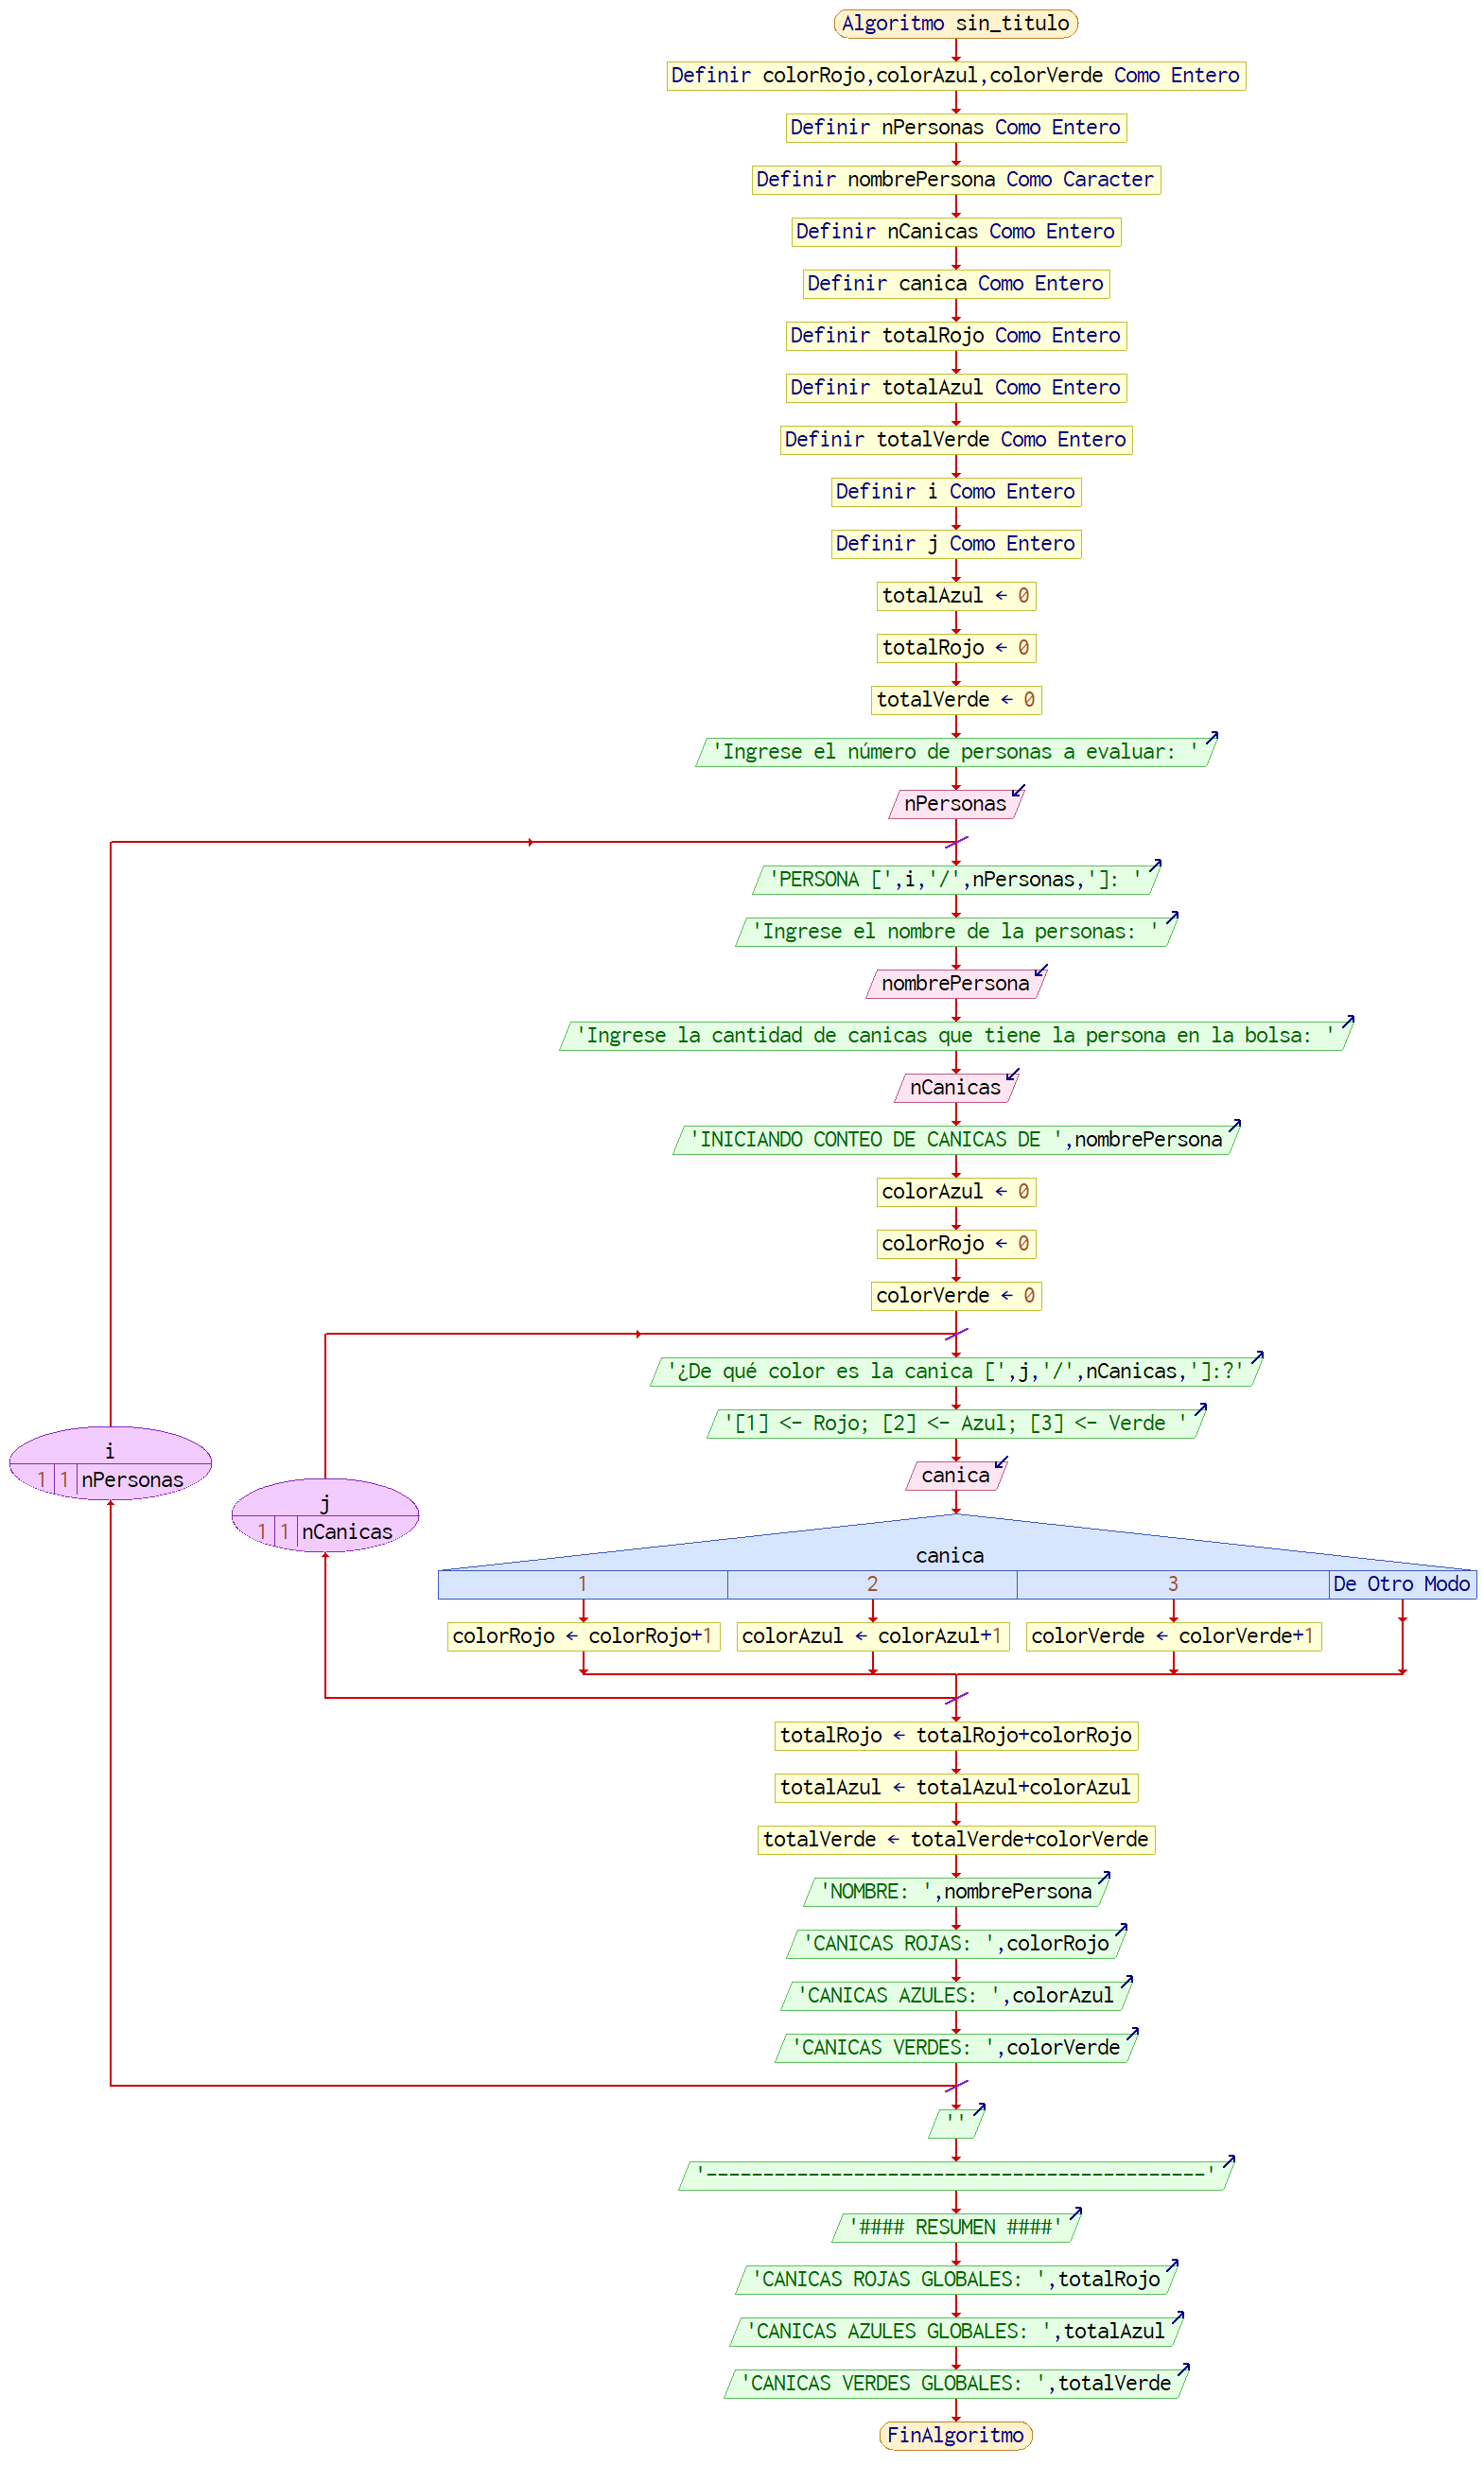 Algoritmo sin_titulo
Definir colorRojo,colorAzul,colorVerde Como Entero
Definir nPersonas Como Entero
Definir nombrePersona Como Caracter
Definir nCanicas Como Entero
Definir canica Como Entero
Definir totalRojo Como Entero
Definir totalAzul Como Entero
Definir totalVerde Como Entero
Definir i Como Entero
Definir j Como Entero
totalAzul ← 0
totalRojo ← 0
totalVerde ← 0
'Ingrese el número de personas a evaluar: '
nPersonas
'PERSONA [',i,'/',nPersonas,']: '
'Ingrese el nombre de la personas: '
nombrePersona
'Ingrese la cantidad de canicas que tiene la persona en la bolsa: '
nCanicas
'INICIANDO CONTEO DE CANICAS DE ',nombrePersona
colorAzul ← 0
colorRojo ← 0
colorVerde ← 0
'¿De qué color es la canica [',j,'/',nCanicas,']:?'
'[1] <- Rojo; [2] <- Azul; [3] <- Verde '
i
1 1 nPersonas
canica
j
1 1 nCanicas
canica
1 2 3 De Otro Modo
colorRojo ← colorRojo+1 colorAzul ← colorAzul+1 colorVerde ← colorVerde+1
totalRojo ← totalRojo+colorRojo
totalAzul ← totalAzul+colorAzul
totalVerde ← totalVerde+colorVerde
'NOMBRE: ',nombrePersona
'CANICAS ROJAS: ',colorRojo
'CANICAS AZULES: ',colorAzul
'CANICAS VERDES: ',colorVerde
''
'--------------------------------------------'
'#### RESUMEN ####'
'CANICAS ROJAS GLOBALES: ',totalRojo
'CANICAS AZULES GLOBALES: ',totalAzul
'CANICAS VERDES GLOBALES: ',totalVerde
FinAlgoritmo